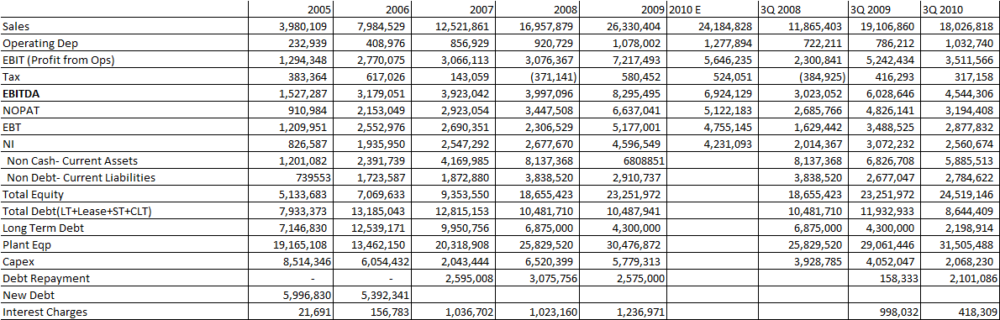 2005 2006 2007 2008 2009 2010 E 3Q 2008 3Q 2009 3Q 2010
Sales 3,980,109 7,984,529 12,521,861 16,957,879 26,330,404 24,184,828 11,865,403 19,106,860 18,026,818
Operating Dep 232,939 408,976 856,929 920,729 1,078,002 1,277,894 722,211 786,212 1,032,740
EBIT (Profit from Ops) 1,294,348 2,770,075 3,066,113 3,076,367 7,217,493 5,646,235 2,300,841 5,242,434 3,511,566
Tax 383,364 617,026 143,059 (371,141) 580,452 524,051 (384,925) 416,293 317,158
EBITDA 1,527,287 3,179,051 3,923,042 3,997,096 8,295,495 6,924,129 3,023,052 6,028,646 4,544,306
NOPAT 910,984 2,153,049 2,923,054 3,447,508 6,637,041 5,122,183 2,685,766 4,826,141 3,194,408
EBT 1,209,951 2,552,976 2,690,351 2,306,529 5,177,001 4,755,145 1,629,442 3,488,525 2,877,832
NI 826,587 1,935,950 2,547,292 2,677,670 4,596,549 4,231,093 2,014,367 3,072,232 2,560,674
Non Cash- Current Assets 1,201,082 2,391,739 4,169,985 8,137,368 6808851 8,137,368 6,826,708 5,885,513
Non Debt- Current Liabilities 739553 1,723,587 1,872,880 3,838,520 2,910,737 3,838,520 2,677,047 2,784,622
Total Equity 5,133,683 7,069,633 9,353,550 18,655,423 23,251,972 18,655,423 23,251,972 24,519,146
Total Debt(LT+Lease+ST+CLT) 7,933,373 13,185,043 12,815,153 10,481,710 10,487,941 10,481,710 11,932,933 8,644,409
Long Term Debt 7,146,830 12,539,171 9,950,756 6,875,000 4,300,000 6,875,000 4,300,000 2,198,914
Plant Eqp 19,165,108 13,462,150 20,318,908 25,829,520 30,476,872 25,829,520 29,061,446 31,505,488
Capex 8,514,346 6,054,432 2,043,444 6,520,399 5,779,313 3,928,785 4,052,047 2,068,230
Debt Repayment - - 2,595,008 3,075,756 2,575,000 158,333 2,101,086
New Debt 5,996,830 5,392,341
Interest Charges 21,691 156,783 1,036,702 1,023,160 1,236,971 998,032 418,309